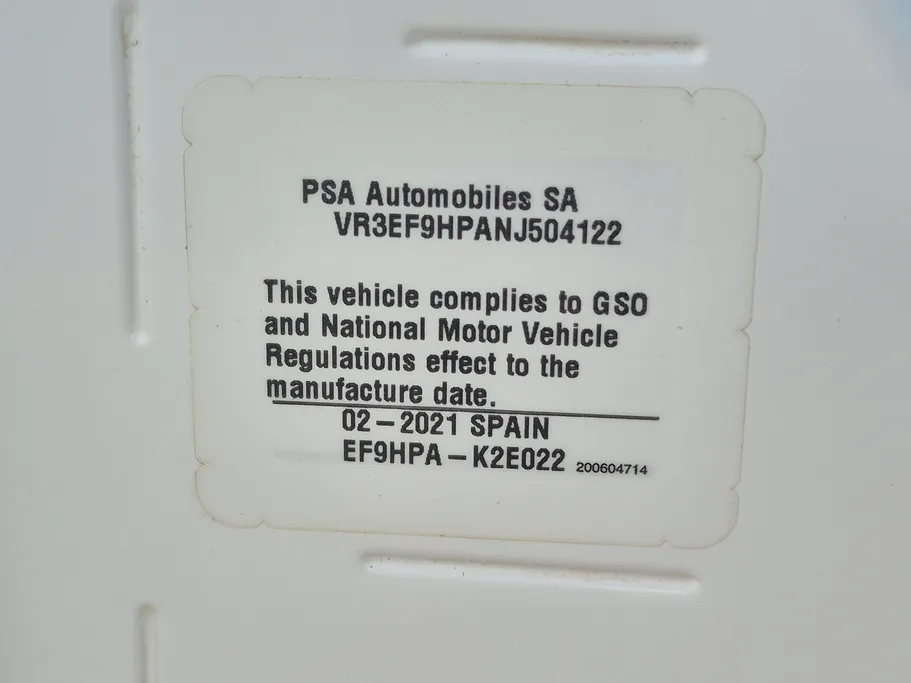 PSA Automobiles SA
VR3EF9HPANJ504122
This vehicle complies to GSO
and National Motor Vehicle
Regulations effect to the
manufacture date.
02-2021 SPAIN
EF9HPA-K2E022 200604714